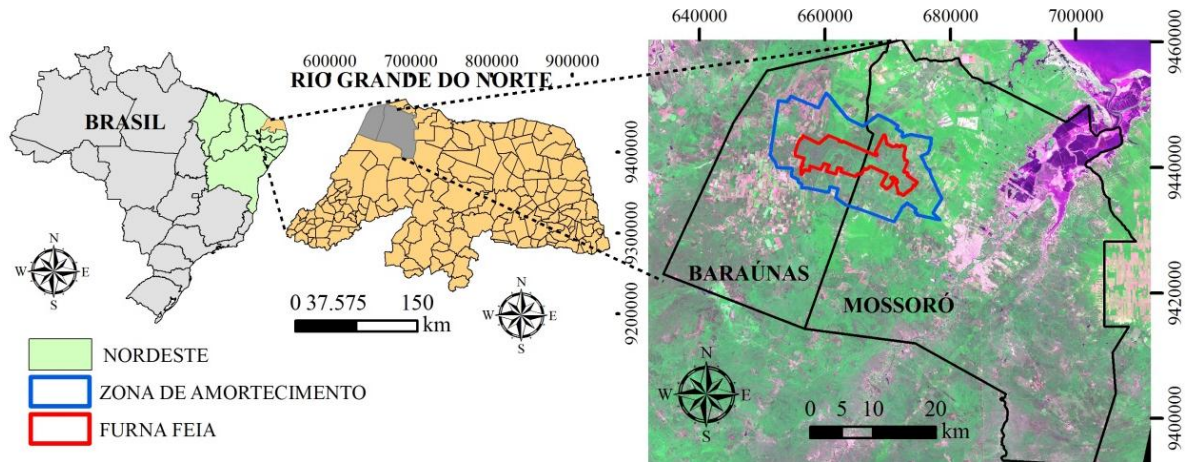 640000 660000 680000 700000
600000 700000 800000 900000
RIO GRANDE DO NORTE
BRASIL
9460000
9440000
9420000
9400000
9400000
9300000
9200000
N
W E
S
N
W E
S
0 37.575 150
km
BARAÚNAS
MOSSORÓ
N
W E
S
0 5 10 20
km
NORDESTE
ZONA DE AMORTECIMENTO
FURNA FEIA